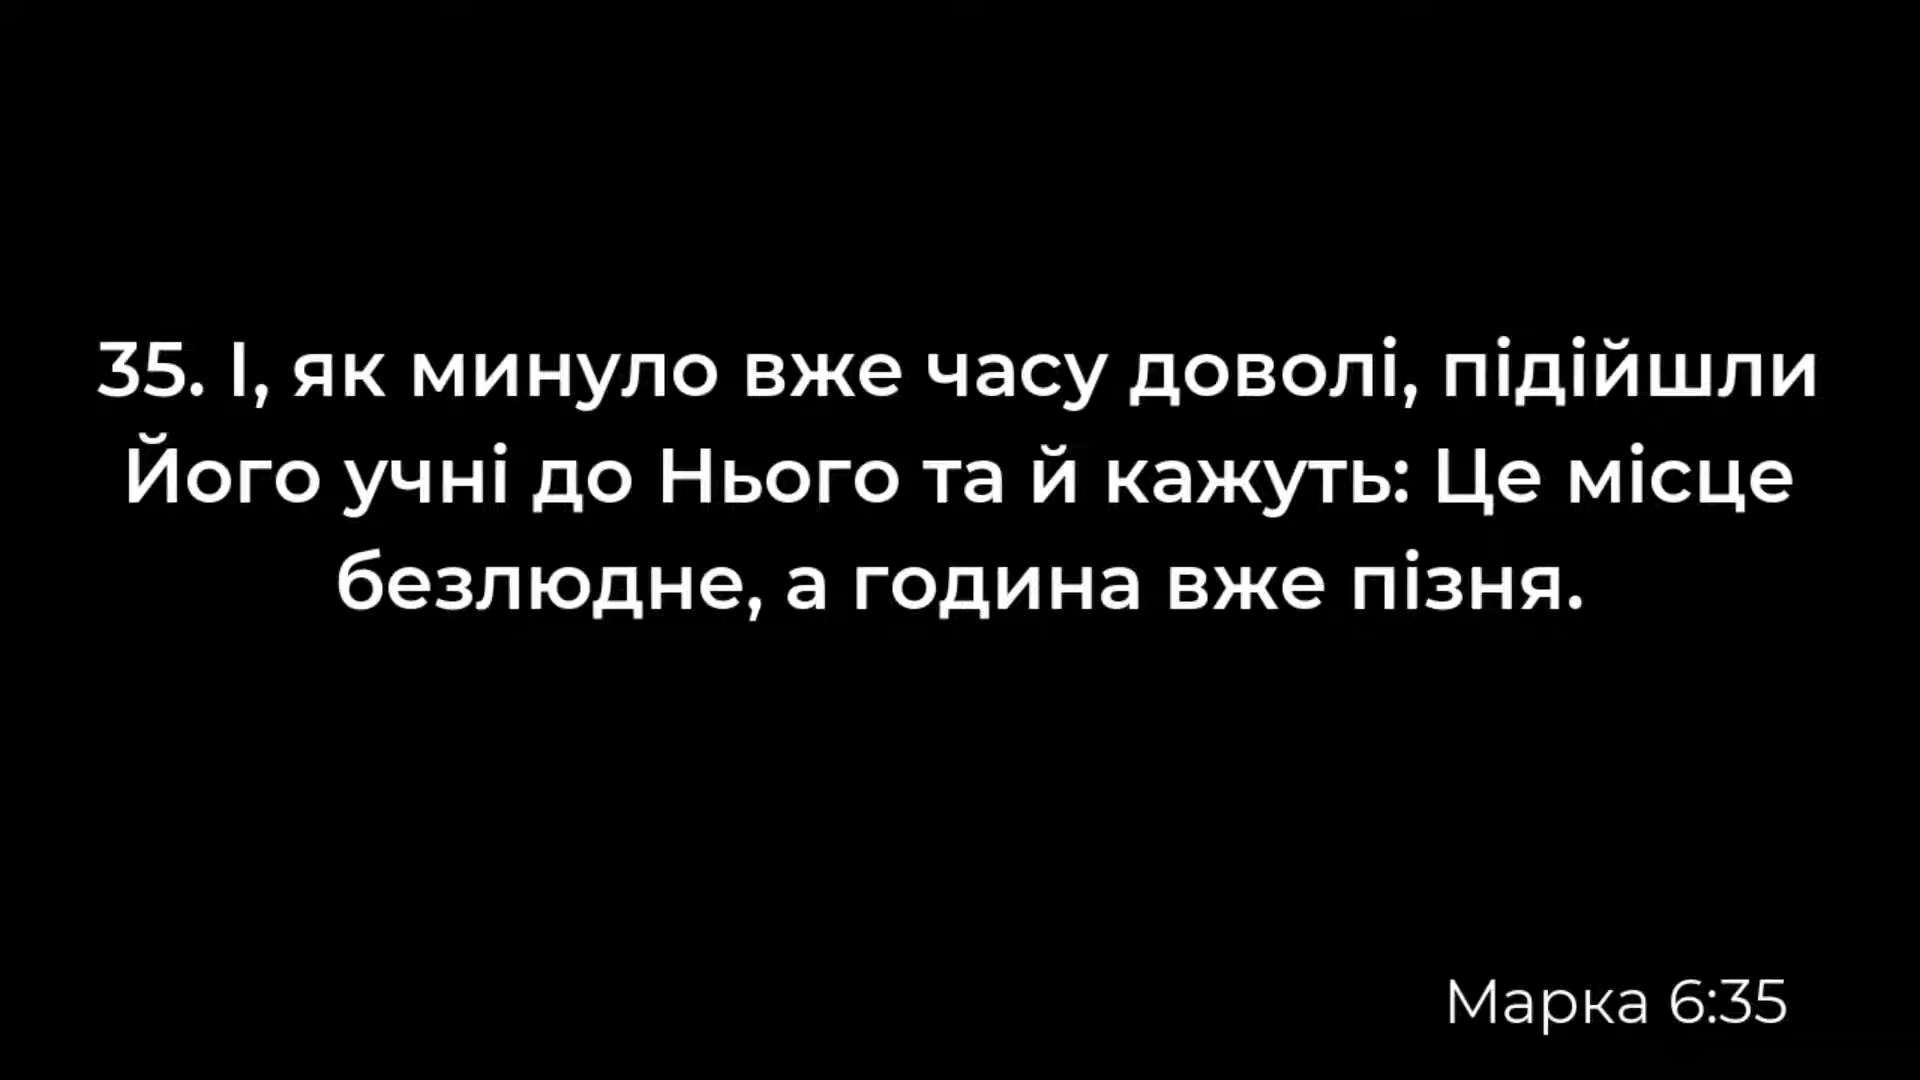 35. І, як минуло вже часу доволі, підійшли
Його учні до Нього та й кажуть: Це місце
безлюдне, а година вже пізня.
Марка 6:35